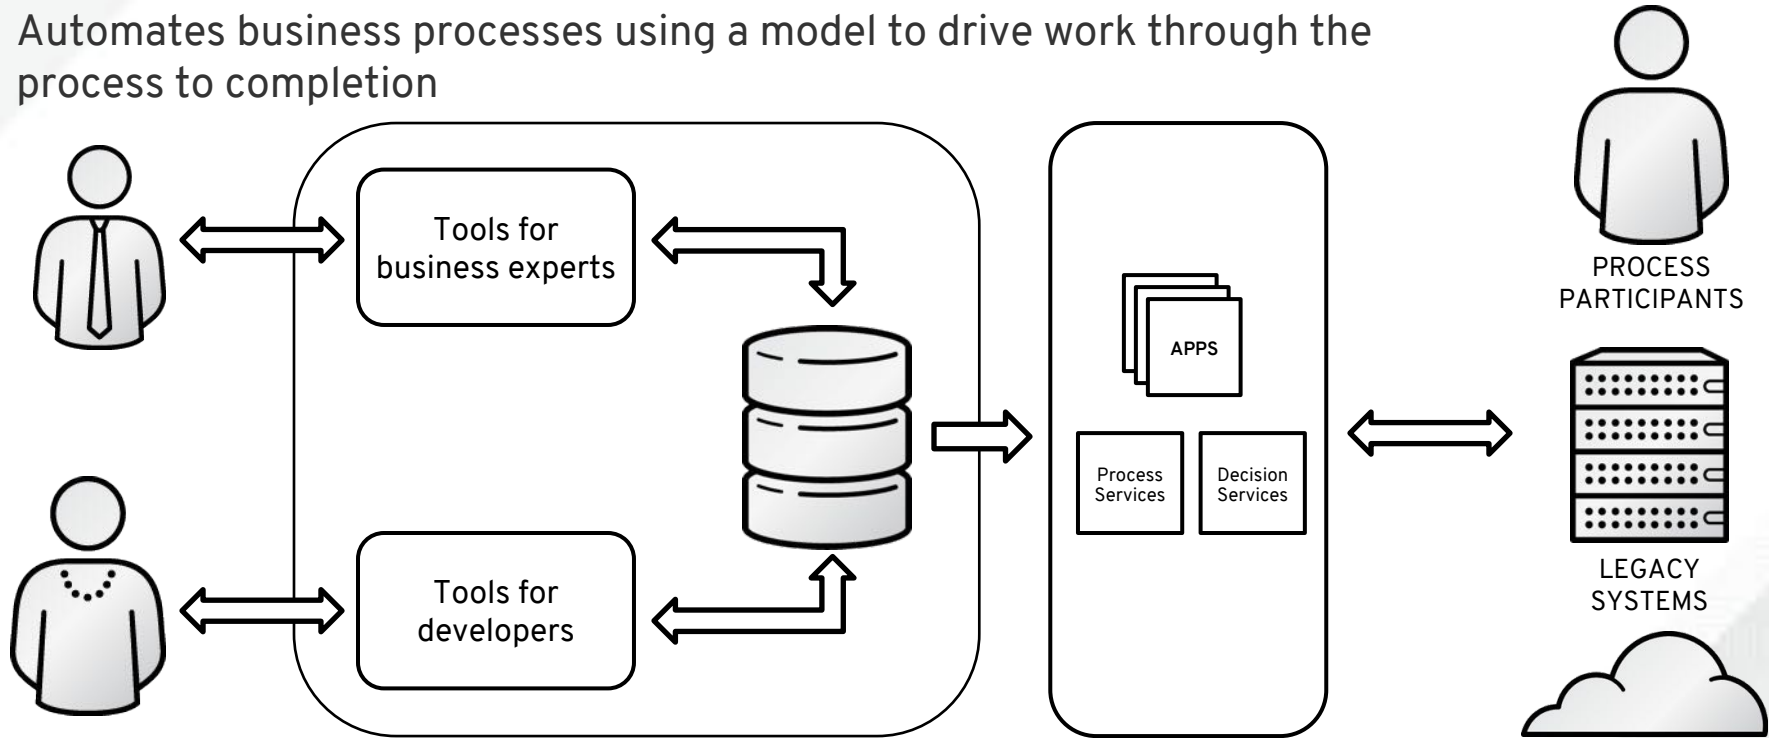 Automates business processes using a model to drive work through the
process to completion
Tools for
business experts
Tools for
developers
APPS
Process
Services
Decision
Services
PROCESS
PARTICIPANTS
LEGACY
SYSTEMS